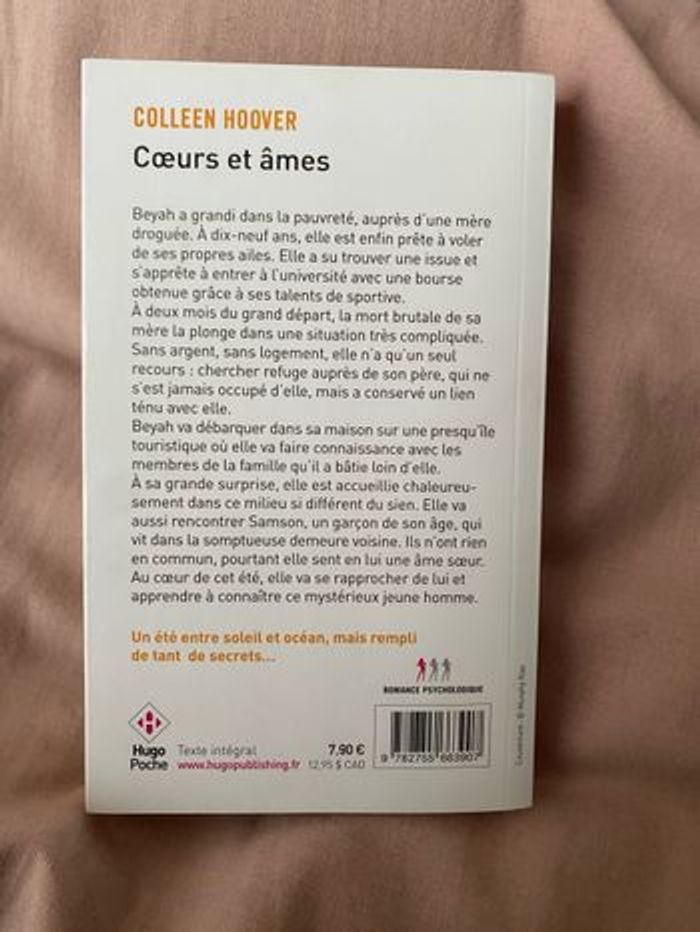 COLLEEN HOOVER
Cœurs et âmes
Beyah a grandi dans la pauvreté, auprès d'une mère
droguée. À dix-neuf ans, elle est enfin prête à voler
de ses propres ailes. Elle a su trouver une issue et
s'apprête à entrer à l'université avec une bourse
obtenue grâce à ses talents de sportive.
À deux mois du grand départ, la mort brutale de sa
mère la plonge dans une situation très compliquée.
Sans argent, sans logement, elle n'a qu'un seul
recours : chercher refuge auprès de son père, qui ne
s'est jamais occupé d'elle, mais a conservé un lien
ténu avec elle.
Beyah va débarquer dans sa maison sur une presqu'île
touristique où elle va faire connaissance avec les
membres de la famille qu'il a bâtie loin d'elle.
À sa grande surprise, elle est accueillie chaleureu-
sement dans ce milieu si différent du sien. Elle va
aussi rencontrer Samson, un garçon de son âge, qui
vit dans la somptueuse demeure voisine. Ils n'ont rien
en commun, pourtant elle sent en lui une âme sœur.
Au cœur de cet été, elle va se rapprocher de lui et
apprendre à connaître ce mystérieux jeune homme.
Un été entre soleil et océan, mais rempli
de tant de secrets...
ROMANCE PSYCHOLOGIQUE
Hugo
Poche
Texte intégral
www.hugopublishing.fr
7,90 €
12,95 $ CAD
9 782755 663907
Couverture : ©